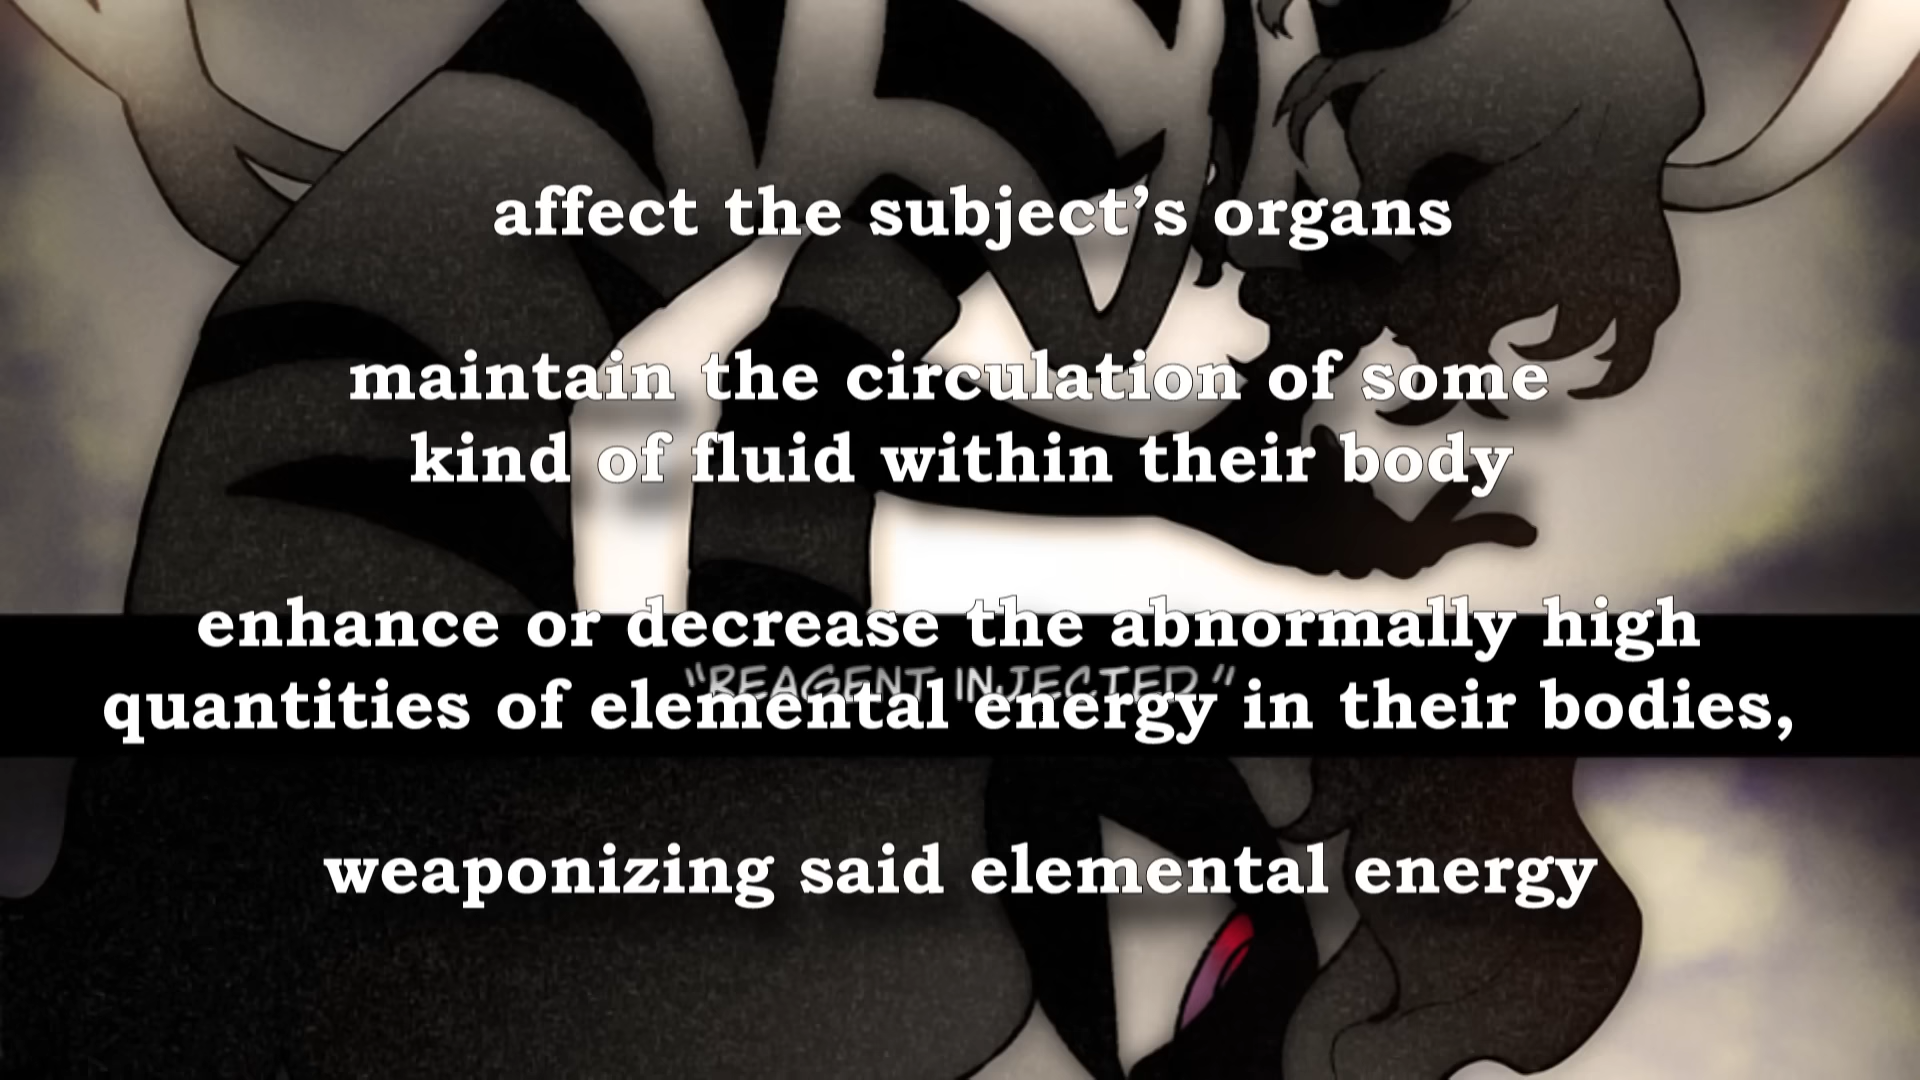 affect the subject’s organs
maintain the circulation of some
kind of fluid within their body
enhance or decrease the abnormally high
"REAGENT INJECTED"
quantities of elemental energy in their bodies,
weaponizing said elemental energy